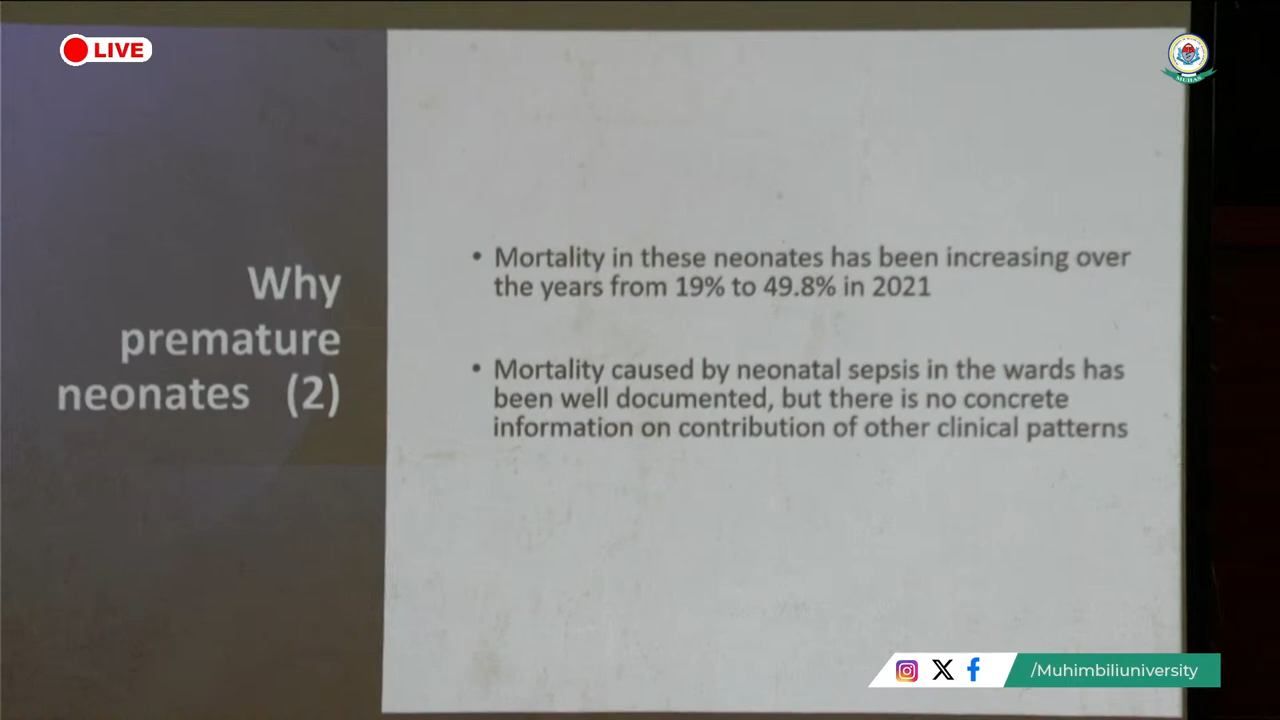 LIVE
MUHAS
Why
premature
neonates (2)
• Mortality in these neonates has been increasing over
the years from 19% to 49.8% in 2021
• Mortality caused by neonatal sepsis in the wards has
been well documented, but there is no concrete
information on contribution of other clinical patterns
/Muhimbiliuniversity